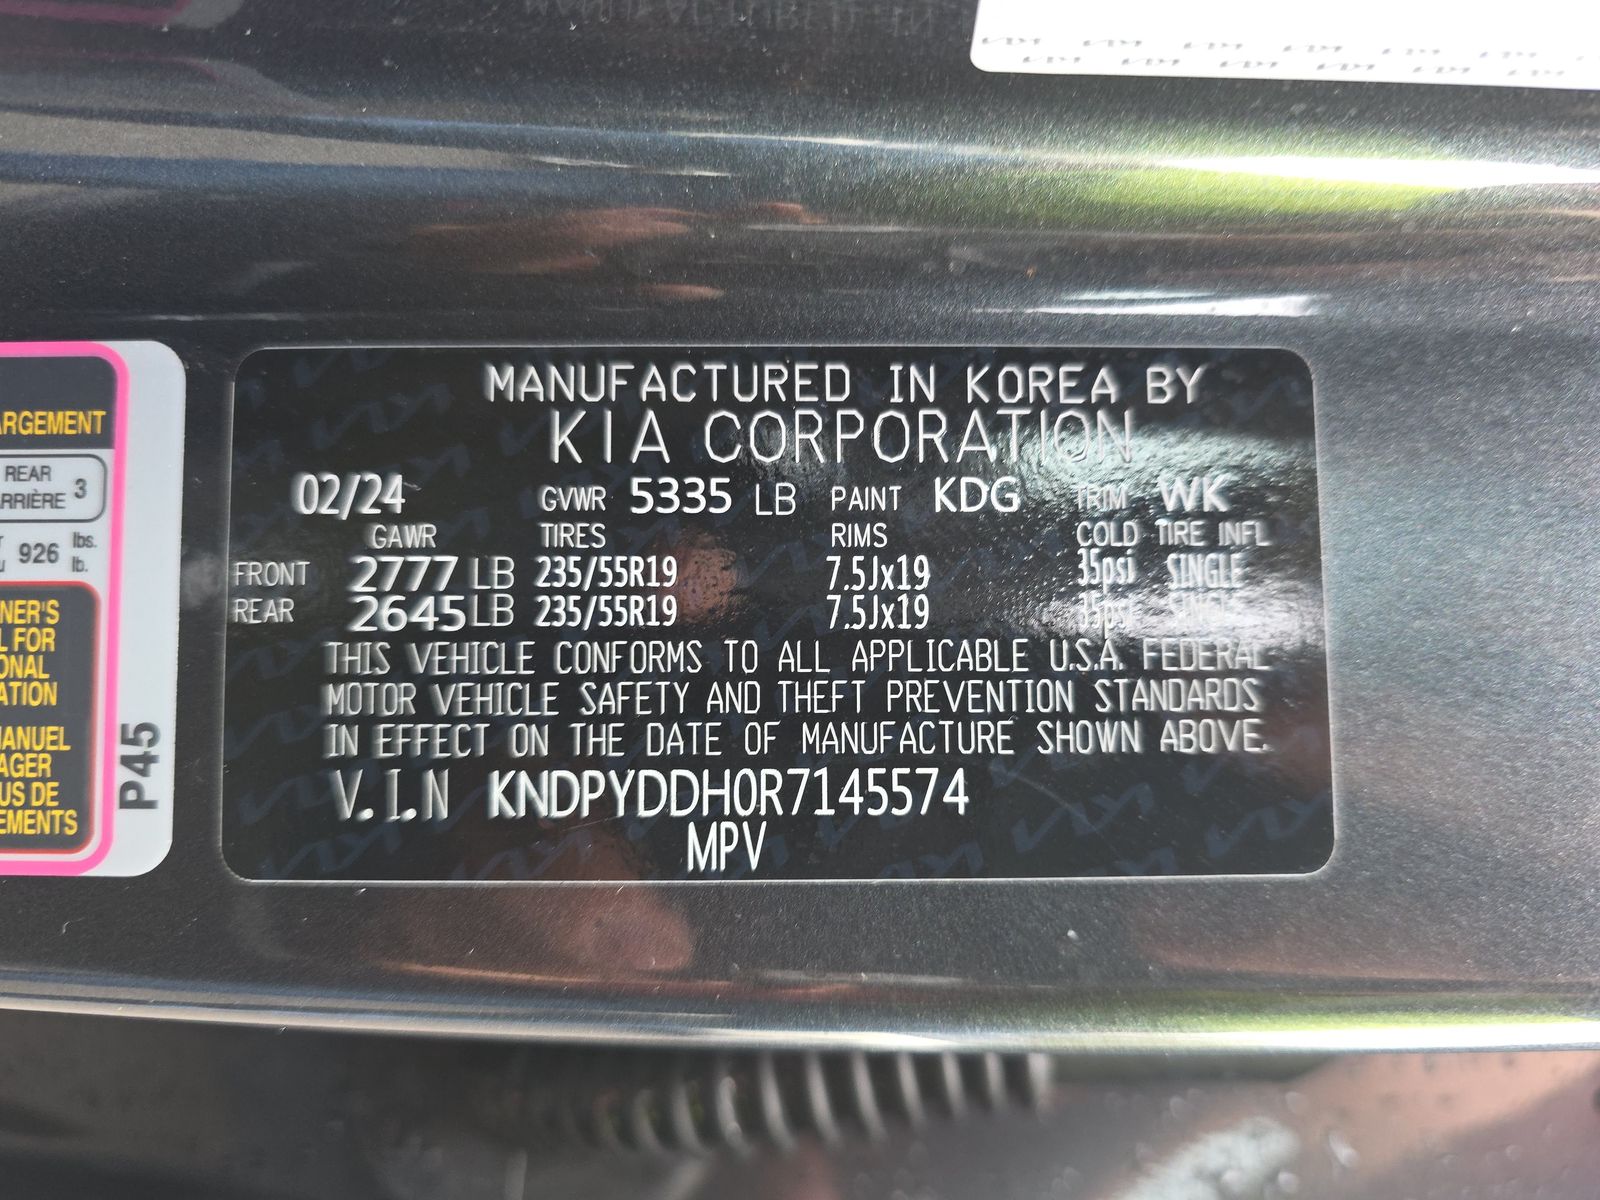 MANUFACTURED IN KOREA BY
KIA CORPORATION
02/24 GVWR 5335 LB PAINT KDG TRIM WK
GAWR TIRES RIMS COLD TIRE INFL
FRONT 2777 LB 235/55R19 7.5Jx19 35psi SINGLE
REAR 2645 LB 235/55R19 7.5Jx19 35psi SINGLE
THIS VEHICLE CONFORMS TO ALL APPLICABLE U.S.A. FEDERAL
MOTOR VEHICLE SAFETY AND THEFT PREVENTION STANDARDS
IN EFFECT ON THE DATE OF MANUFACTURE SHOWN ABOVE.
V.I.N KNDPYDDH0R7145574
MPV
ARGEMENT
REAR
ARRIÈRE 3
926 lbs.
lb.
NER'S
L FOR
ONAL
ATION
MANUEL
AGER
US DE
EMENTS
P45